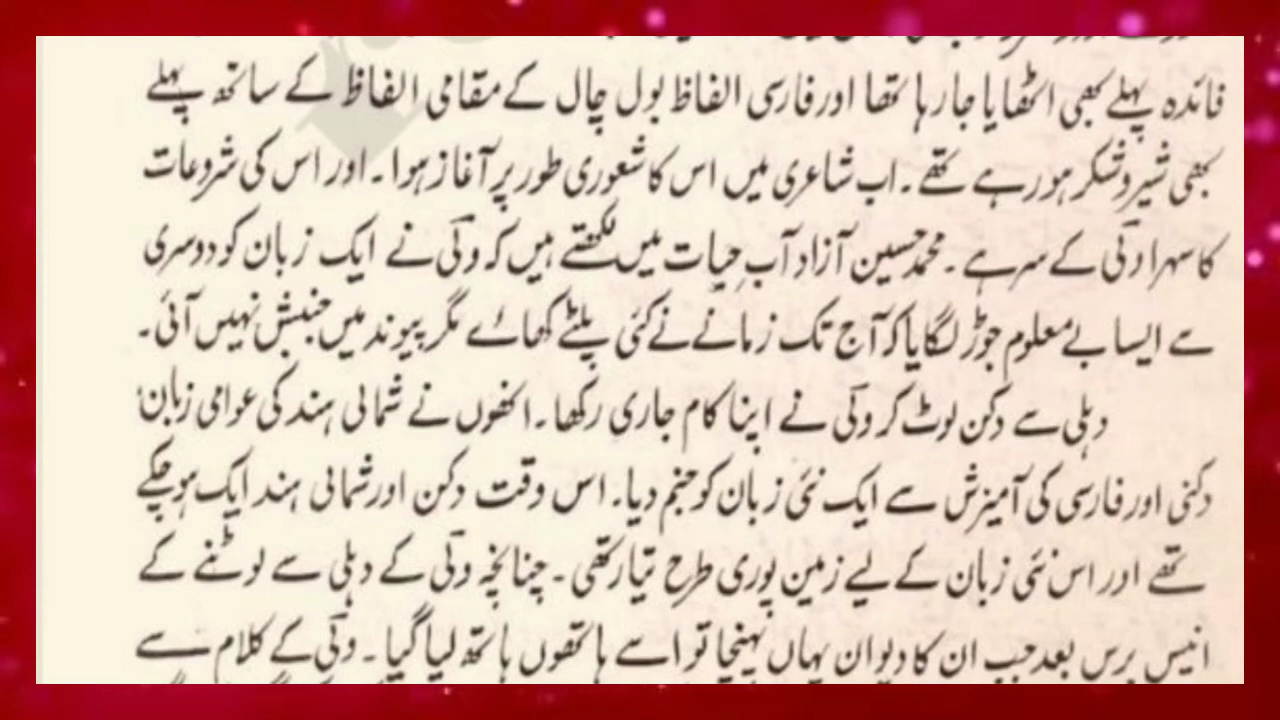 فائدہ پہلے بھی اٹھایا جا رہا تھا اور فارسی الفاظ بول چال کے مقامی الفاظ کے ساتھ پہلے
بھی شیر و شکر ہو رہے تھے۔ اب شاعری میں اس کا شعوری طور پر آغاز ہوا۔ اور اس کی شروعات
کا سہرا ولی کے سر ہے۔ محمد حسین آزاد آبِ حیات میں لکھتے ہیں کہ ولی نے ایک زبان کو دوسری
سے ایسا بے معلوم جوڑ لگایا کہ آج تک زمانے نے کئی پلٹے کھائے مگر پیوند میں جنبش نہیں آئی۔
دہلی سے دکن لوٹ کر ولی نے اپنا کام جاری رکھا۔ انھوں نے شمالی ہند کی عوامی زبان
دکنی اور فارسی کی آمیزش سے ایک نئی زبان کو جنم دیا۔ اس وقت دکن اور شمالی ہند ایک ہو چکے
تھے اور اس نئی زبان کے لیے زمین پوری طرح تیار تھی۔ چنانچہ ولی کے دہلی سے لوٹنے کے
انیس برس بعد جب ان کا دیوان یہاں پہنچا تو اسے ہاتھوں ہاتھ لیا گیا۔ ولی کے کلام سے